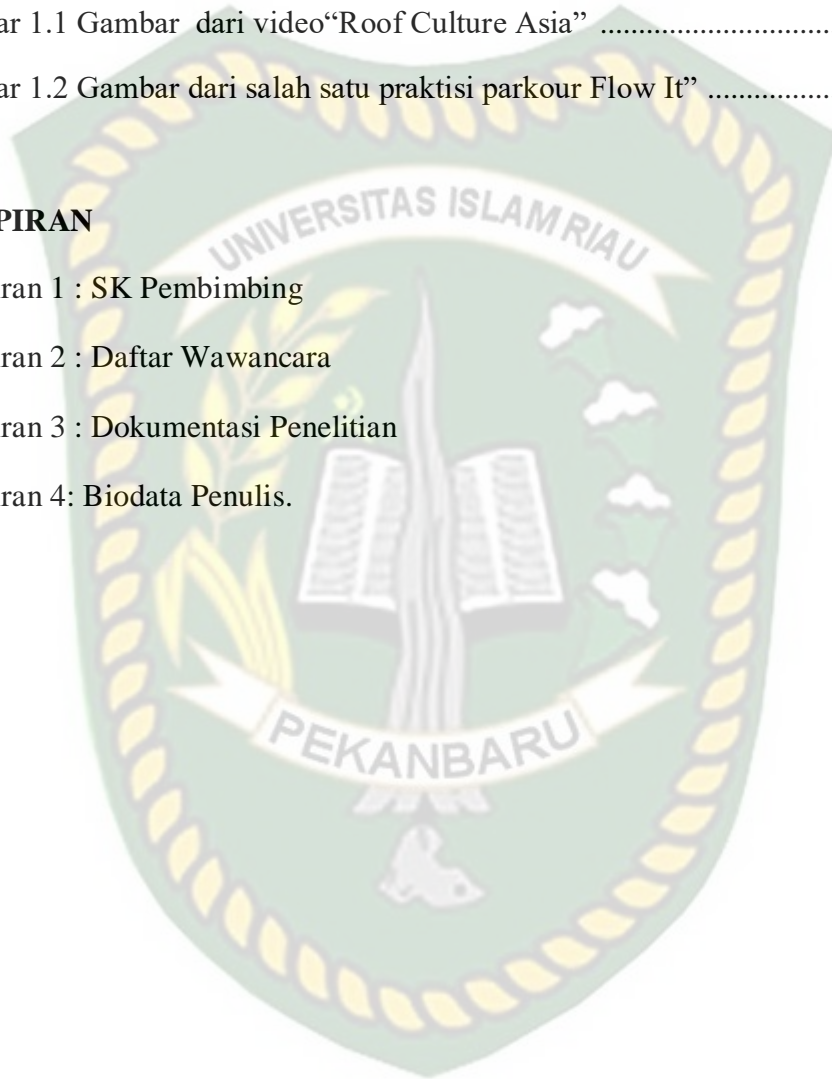 ar 1.1 Gambar dari video“Roof Culture Asia” ..............................
ar 1.2 Gambar dari salah satu praktisi parkour Flow It” ................
UNIVERSITAS ISLAM RIAU
PIRAN
ran 1 : SK Pembimbing
ran 2 : Daftar Wawancara
ran 3 : Dokumentasi Penelitian
ran 4: Biodata Penulis.
PEKANBARU